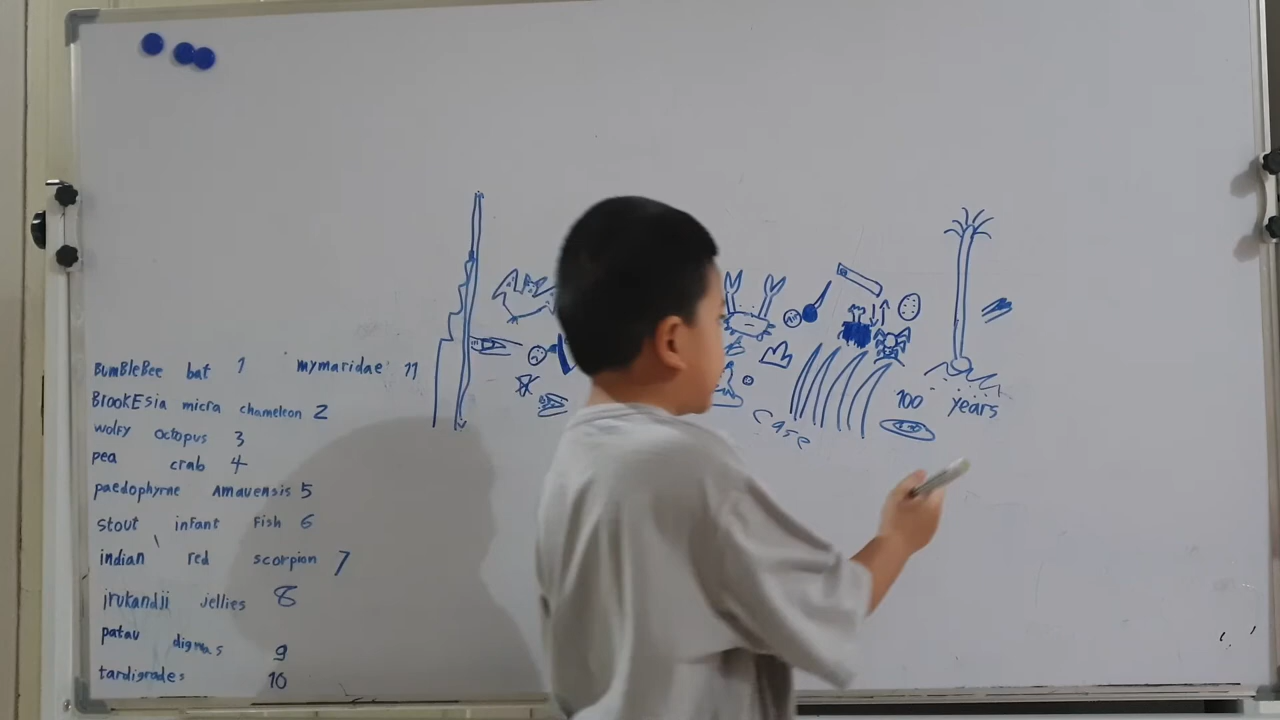 BumBleBee bat 1 mymaridae 11
BrookEsia micra chameleon 2
wolfy octopus 3
pea crab 4
paedophyrne Amauensis 5
stout infant Fish 6
indian red scorpion 7
jrukandji jellies 8
patau digmas 9
tardigrades 10
case
100 years